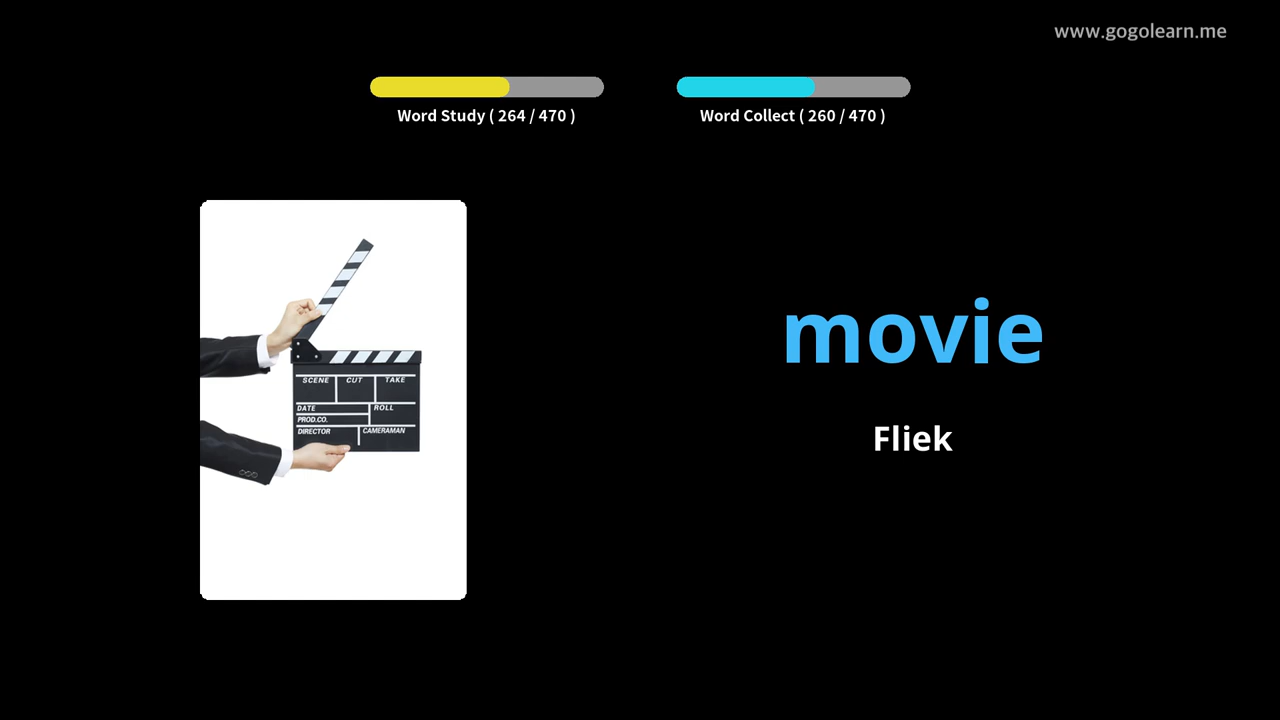 www.gogolearn.me
Word Study ( 264 / 470 )
Word Collect ( 260 / 470 )
movie
Fliek
SCENE CUT TAKE
DATE ROLL
PROD.CO.
DIRECTOR CAMERAMAN